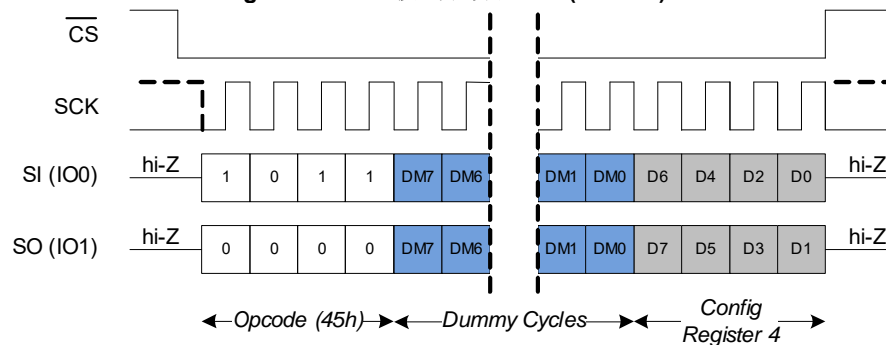 CS
SCK
SI (IO0) hi-Z 1 0 1 1 DM7 DM6 DM1 DM0 D6 D4 D2 D0 hi-Z
SO (IO1) hi-Z 0 0 0 0 DM7 DM6 DM1 DM0 D7 D5 D3 D1 hi-Z
Opcode (45h) Dummy Cycles Config
Register 4